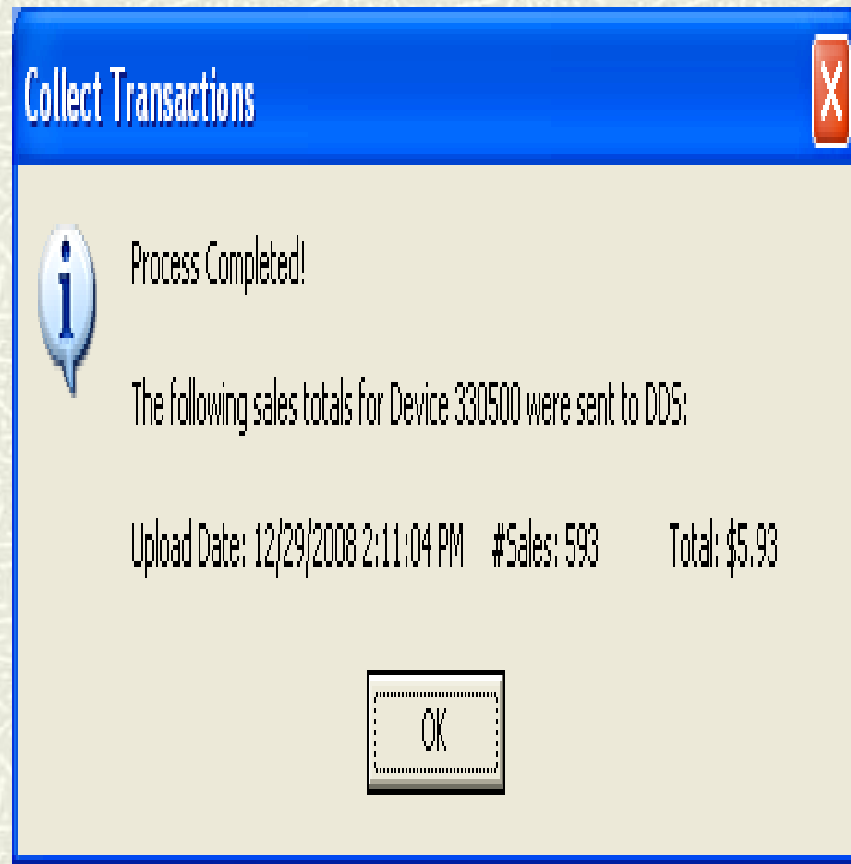 Collect Transactions
X
i
Process Completed!
The following sales totals for Device 330500 were sent to DDS:
Upload Date: 12/29/2008 2:11:04 PM #Sales: 593 Total: $5.93
OK